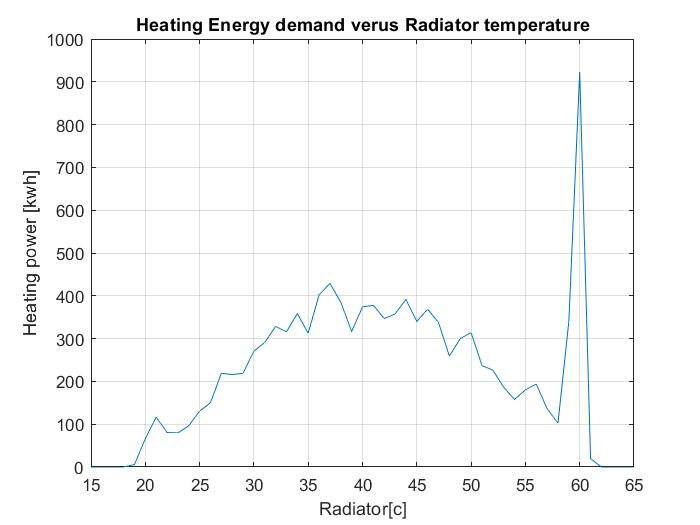 Heating Energy demand verus Radiator temperature
1000
900
800
700
600
500
400
300
200
100
0
Heating power [kwh]
15 20 25 30 35 40 45 50 55 60 65
Radiator[c]